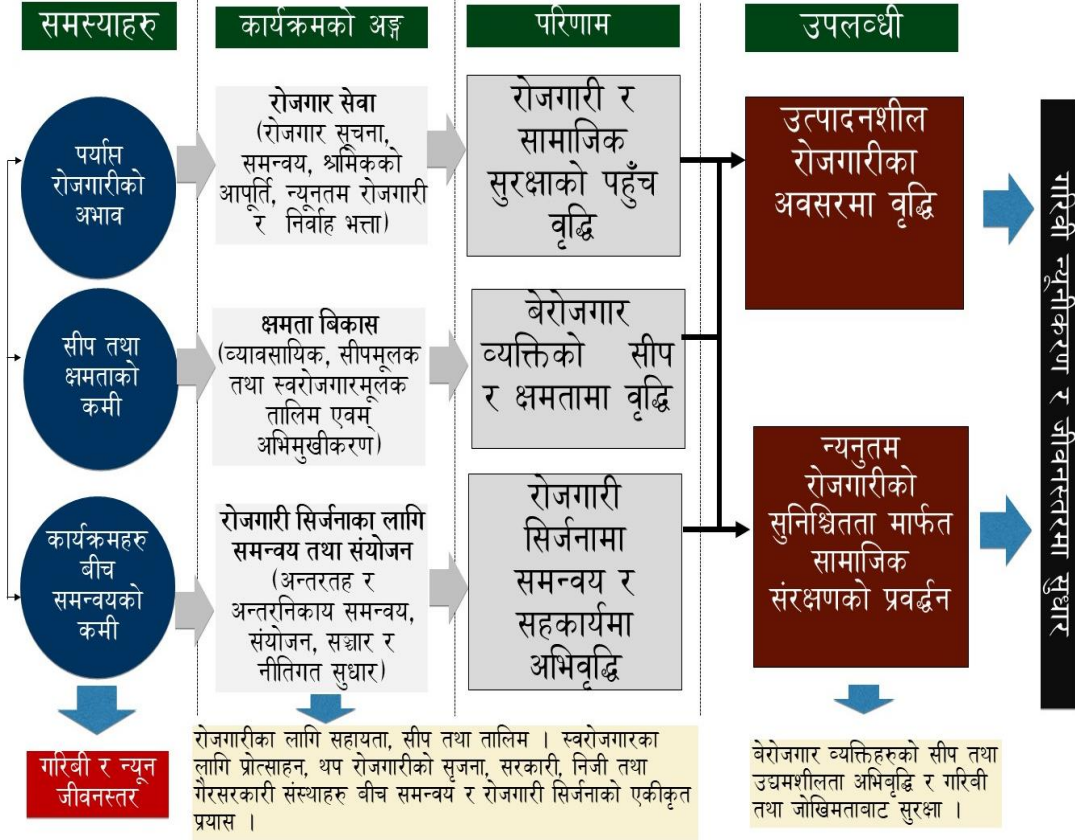 समस्याहरु
कार्यक्रमको अङ्ग
परिणाम
उपलव्धी
पर्याप्त
रोजगारीको
अभाव
रोजगार सेवा
(रोजगार सूचना,
समन्वय, श्रमिकको
आपूर्ति, न्यूनतम रोजगारी
र निर्वाह भत्ता)
रोजगारी र
सामाजिक
सुरक्षाको पहुँच
वृद्धि
उत्पादनशील
रोजगारीका
अवसरमा वृद्धि
सीप तथा
क्षमताको
कमी
क्षमता बिकास
(व्यावसायिक, सीपमूलक
तथा स्वरोजगारमूलक
तालिम एवम्
अभिमुखीकरण)
बेरोजगार
व्यक्तिको सीप
र क्षमतामा वृद्धि
कार्यक्रमहरु
बीच
समन्वयको
कमी
रोजगारी सिर्जनाका लागि
समन्वय तथा संयोजन
(अन्तरतह र
अन्तरनिकाय समन्वय,
संयोजन, सञ्चार र
नीतिगत सुधार)
रोजगारी
सिर्जनामा
समन्वय र
सहकार्यमा
अभिवृद्धि
न्यनुतम
रोजगारीको
सुनिश्चितता मार्फत
सामाजिक
संरक्षणको प्रवर्द्धन
गरिवी न्यूनीकरण र जीवनस्तरमा सुधार
गरिबी र न्यून
जीवनस्तर
रोजगारीका लागि सहायता, सीप तथा तालिम । स्वरोजगारका
लागि प्रोत्साहन, थप रोजगारीको सृजना, सरकारी, निजी तथा
गैरसरकारी संस्थाहरु बीच समन्वय र रोजगारी सिर्जनाको एकीकृत
प्रयास ।
बेरोजगार व्यक्तिहरुको सीप तथा
उद्यमशीलता अभिवृद्धि र गरिबी
तथा जोखिमताबाट सुरक्षा ।